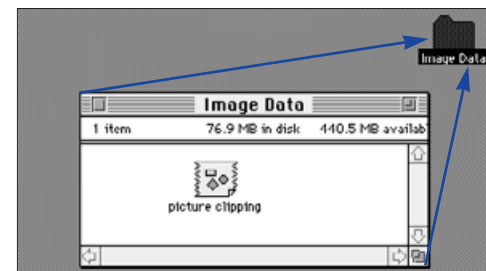 Image Data
Image Data
1 item 76.9 MB in disk 440.5 MB availab
picture clipping